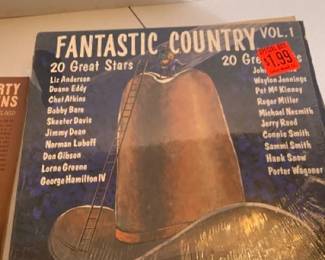 FANTASTIC COUNTRY VOL.1
$1.99
20 Great Stars
20 Gre
Liz Anderson
Duane Eddy
Chet Atkins
Bobby Bare
Skeeter Davis
Jimmy Dean
Norman Luboff
Don Gibson
Lorne Greene
George Hamilton IV
Waylon Jennings
Pat Mc Kinney
Roger Miller
Michael Nesmith
Jerry Reed
Connie Smith
Sammi Smith
Hank Snow
Porter Wagoner
RTY
NS